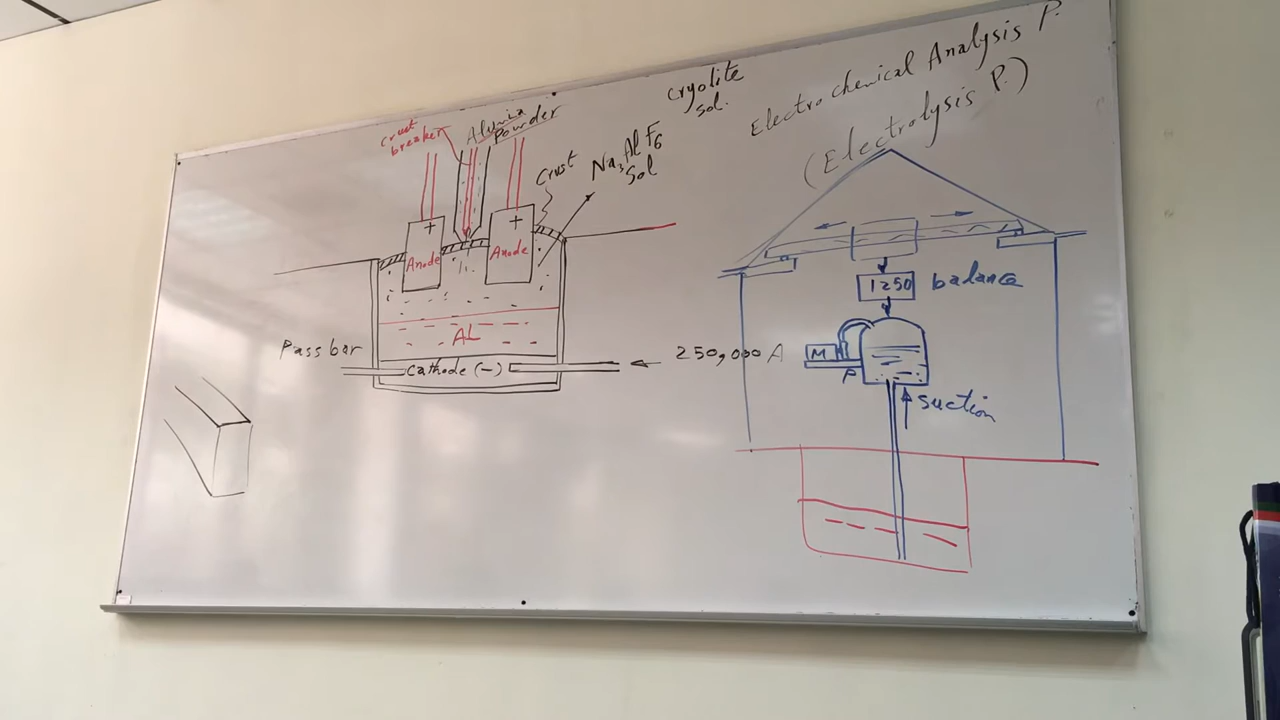 Electrochemical Analysis P.
(Electrolysis P.)
Cryolite
sol.
Crust
breaker
Alumia
Powder
Crust
Na3AlF6
Sol
+
+
Anode
Anode
AL
Pass bar
Cathode (-)
250,000 A
1250
balance
M
P
suction